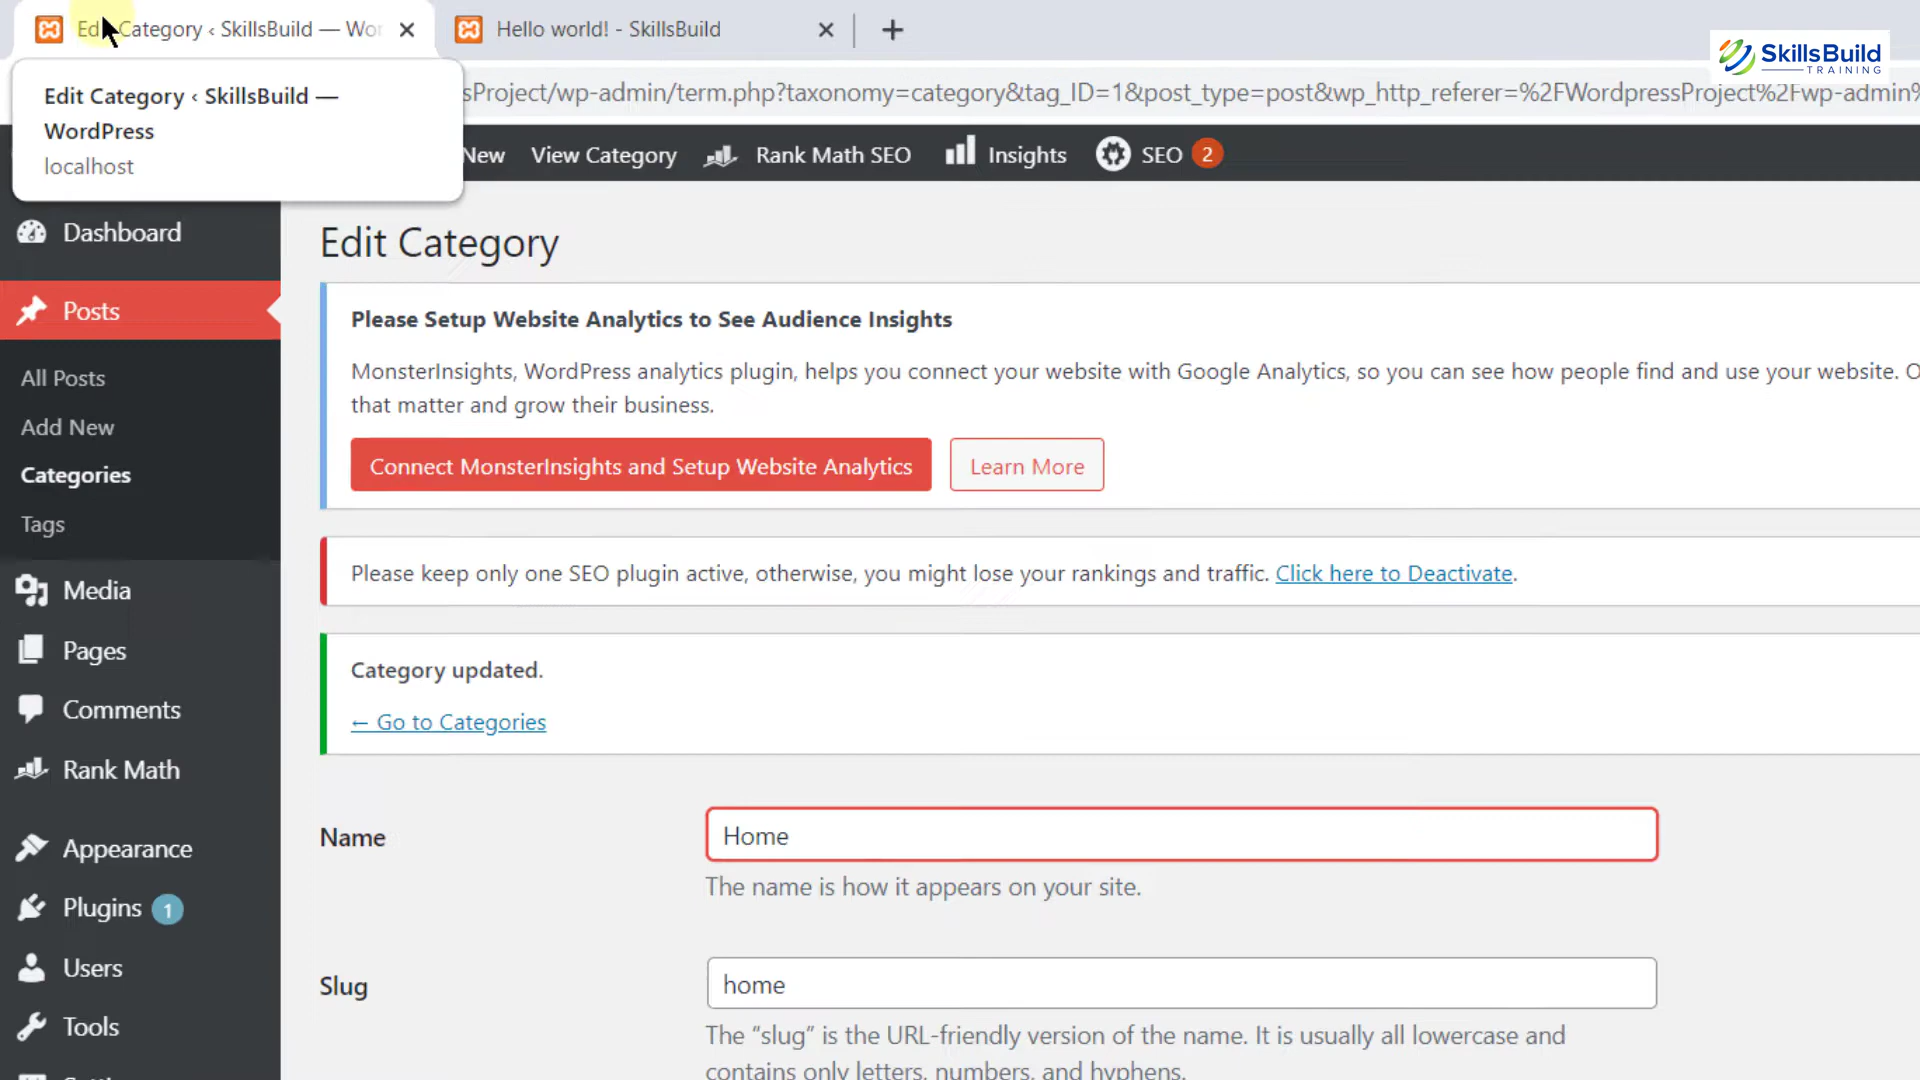 Edit Category ‹ SkillsBuild — Wor
Hello world! - SkillsBuild
SkillsBuild
TRAINING
Edit Category ‹ SkillsBuild —
WordPress
localhost
sProject/wp-admin/term.php?taxonomy=category&tag_ID=1&post_type=post&wp_http_referer=%2FWordpressProject%2Fwp-admin%
New
View Category
Rank Math SEO
Insights
SEO 2
Dashboard
Posts
All Posts
Add New
Categories
Tags
Media
Pages
Comments
Rank Math
Appearance
Plugins 1
Users
Tools
Edit Category
Please Setup Website Analytics to See Audience Insights
MonsterInsights, WordPress analytics plugin, helps you connect your website with Google Analytics, so you can see how people find and use your website. O
that matter and grow their business.
Connect MonsterInsights and Setup Website Analytics
Learn More
Please keep only one SEO plugin active, otherwise, you might lose your rankings and traffic. Click here to Deactivate.
Category updated.
← Go to Categories
Name
Home
The name is how it appears on your site.
Slug
home
The “slug” is the URL-friendly version of the name. It is usually all lowercase and
contains only letters, numbers, and hyphens.